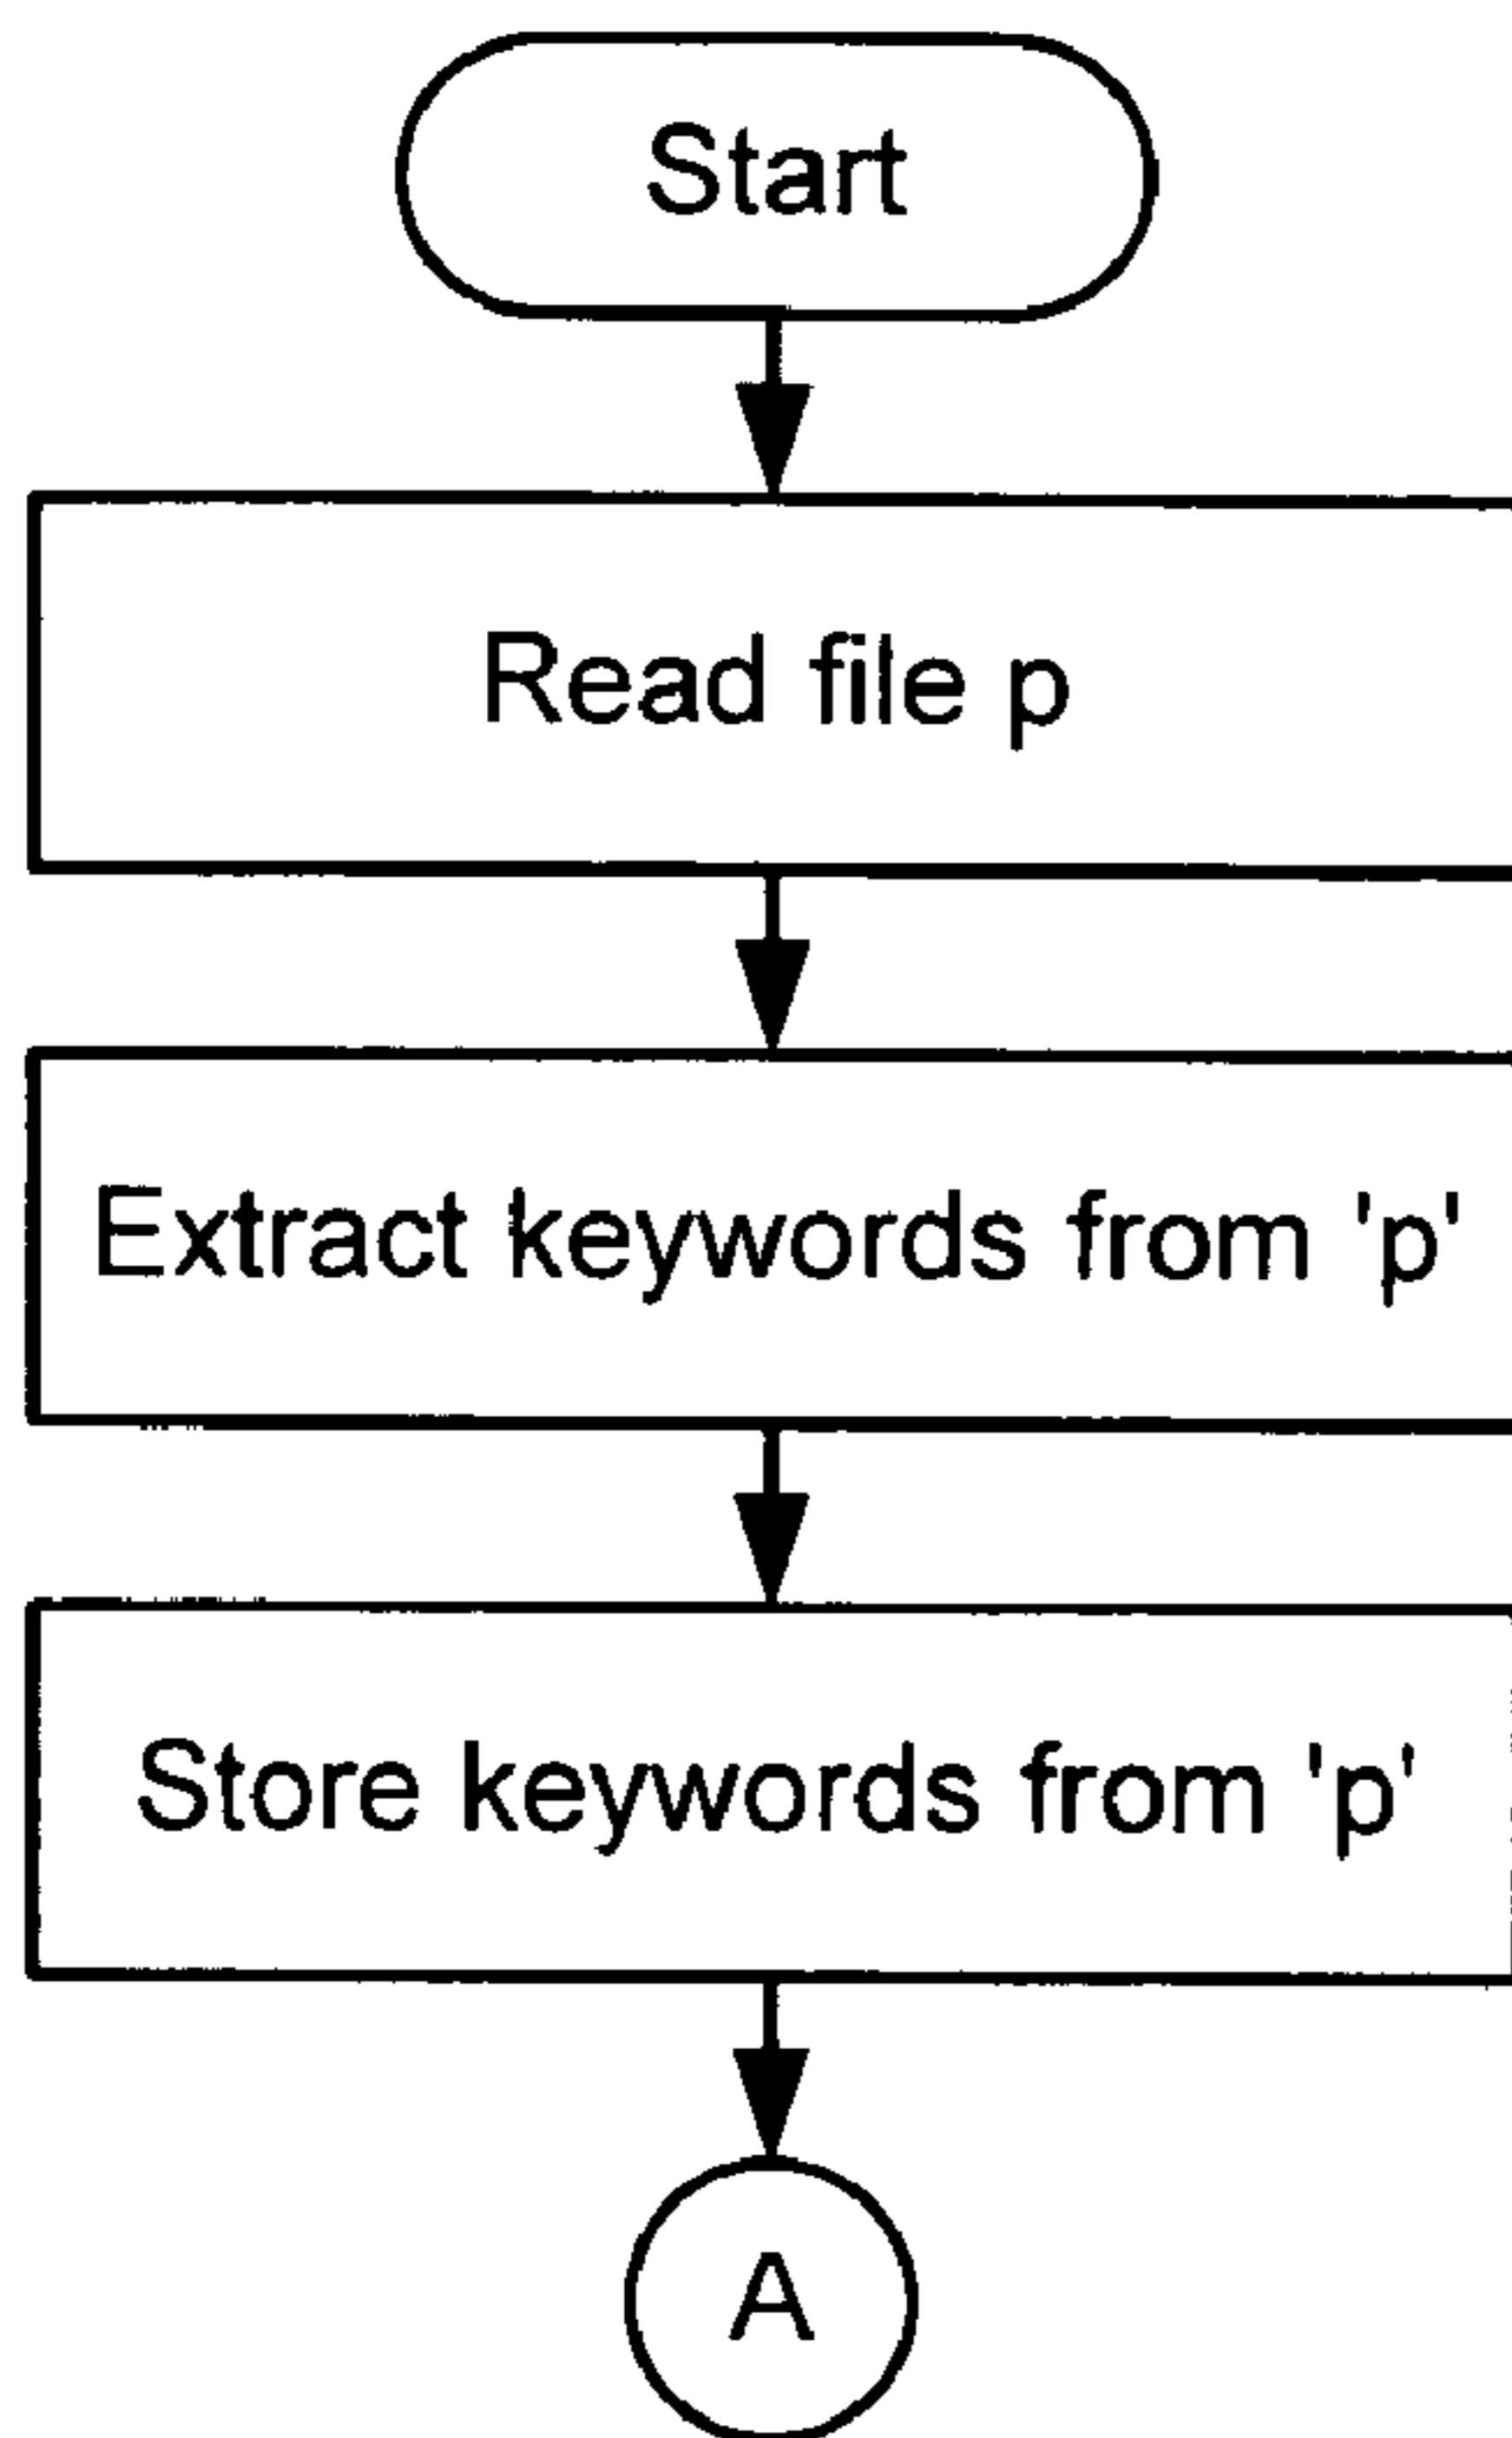 Start
Read file p
Extract keywords from 'p'
Store keywords from 'p'
A